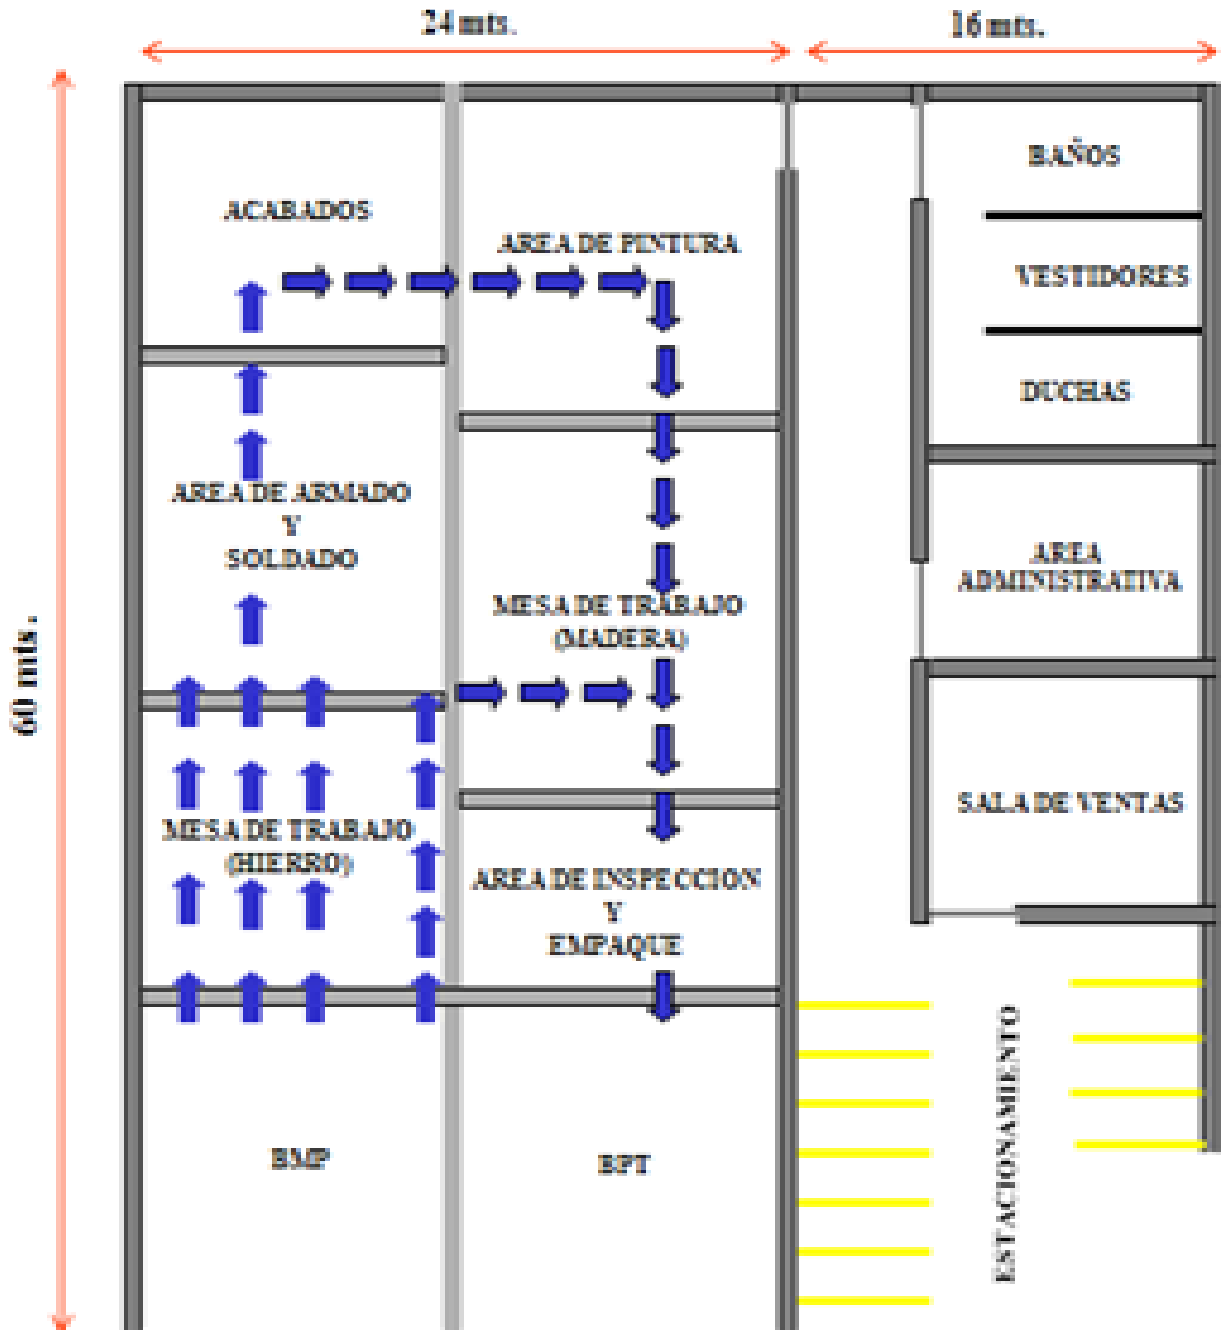 24 mts.
16 mts.
60 mts.
ACABADOS
AREA DE PINTURA
BAÑOS
VESTIDORES
DUCHAS
AREA DE ARMADO
Y
SOLDADO
MESA DE TRABAJO
(MADERA)
AREA
ADMINISTRATIVA
MESA DE TRABAJO
(HIERRO)
AREA DE INSPECCION
Y
EMPAQUE
SALA DE VENTAS
BMP
BPT
ESTACIONAMIENTO